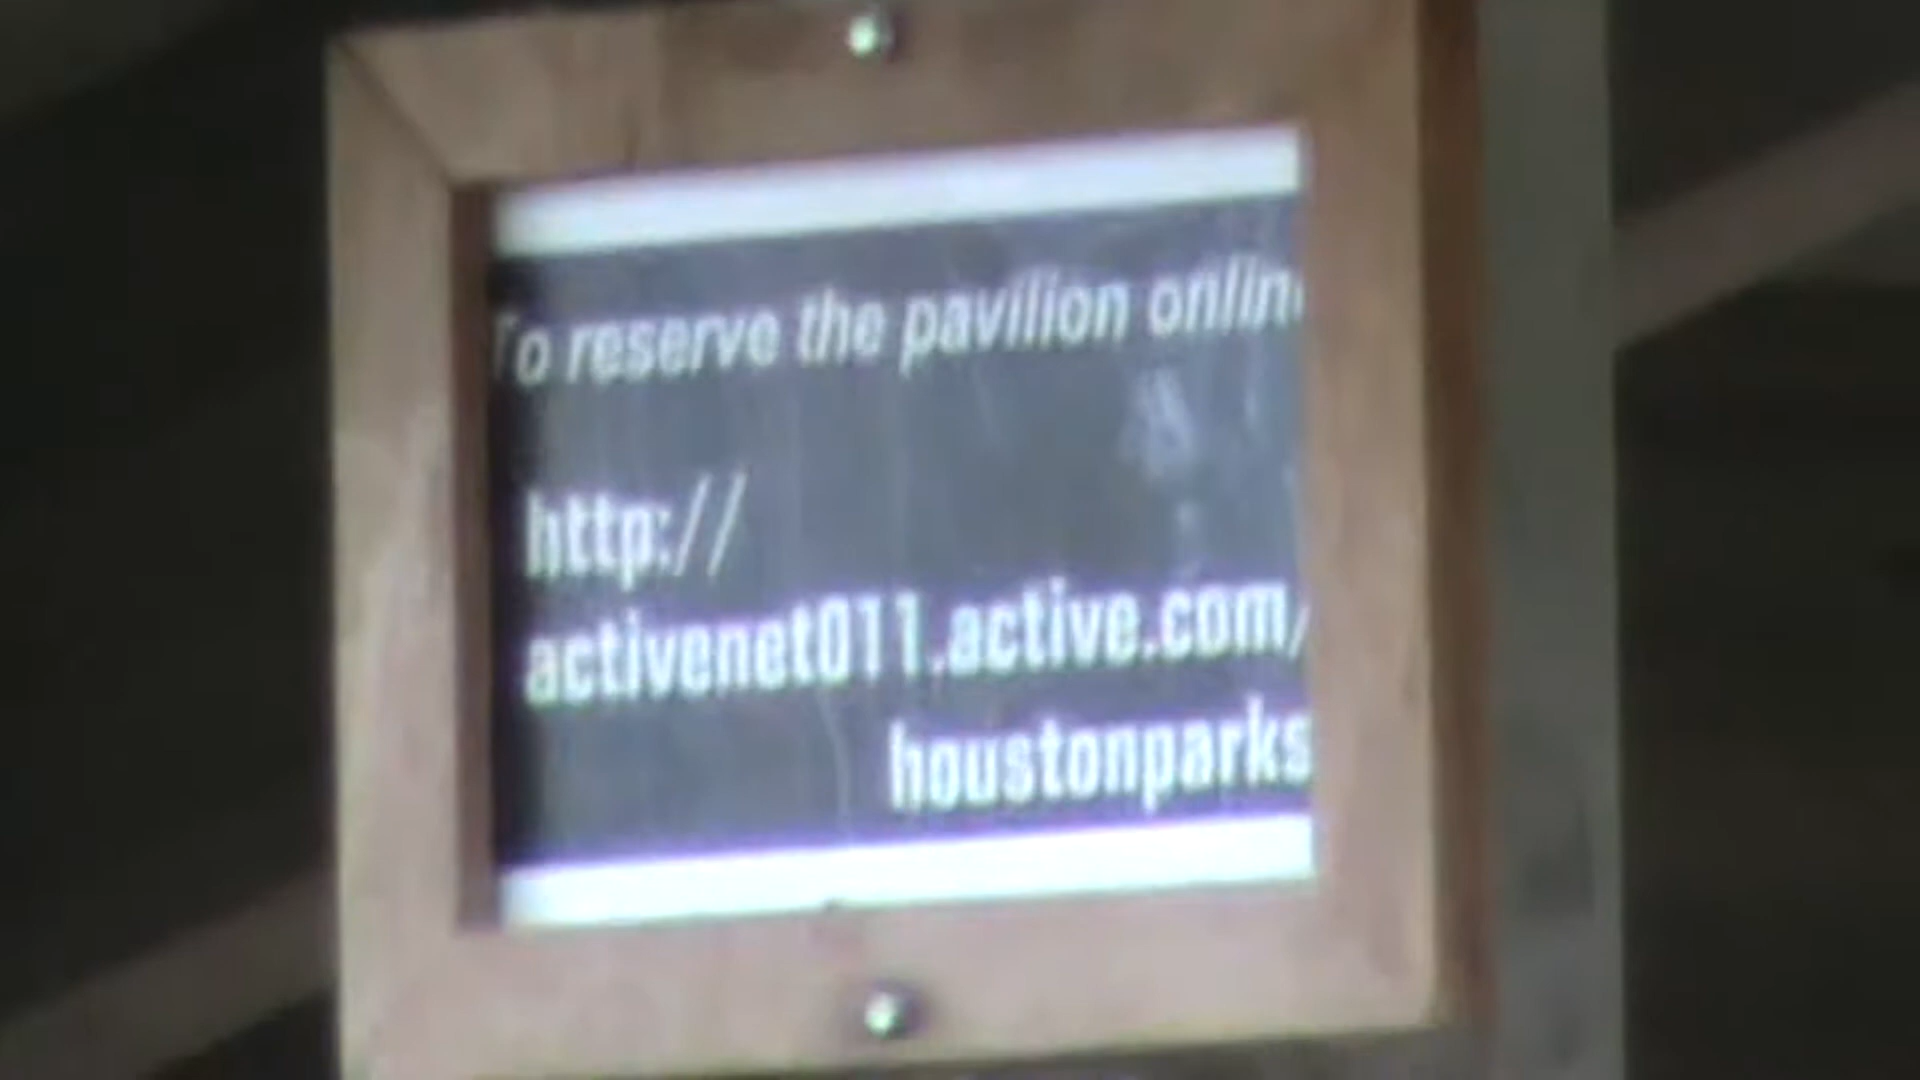 To reserve the pavilion onlin
http://
activenet011.active.com/
houstonparks